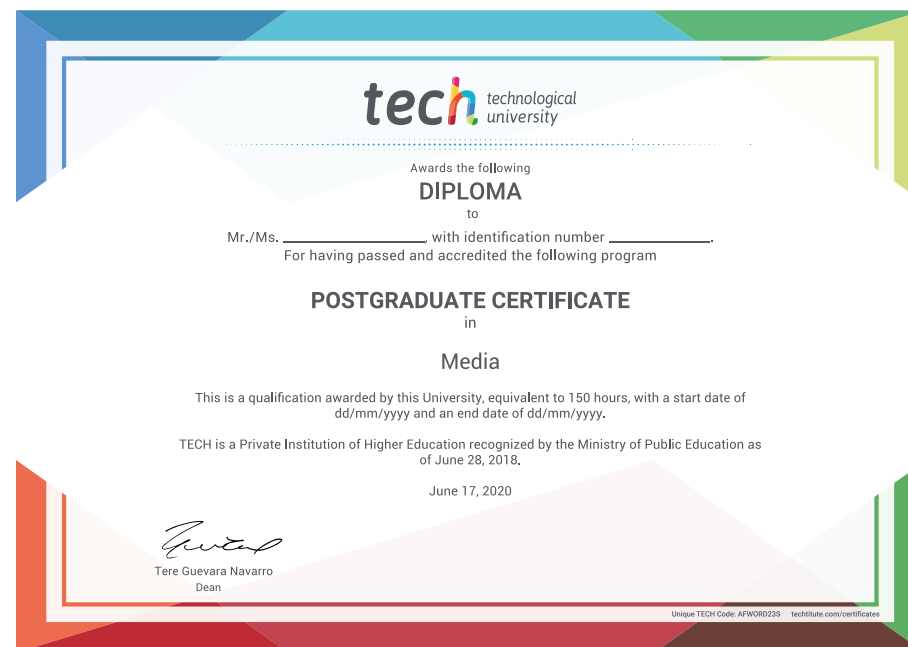 tech technological
university
Awards the following
DIPLOMA
to
Mr./Ms. ____________________, with identification number ______________.
For having passed and accredited the following program
POSTGRADUATE CERTIFICATE
in
Media
This is a qualification awarded by this University, equivalent to 150 hours, with a start date of
dd/mm/yyyy and an end date of dd/mm/yyyy.
TECH is a Private Institution of Higher Education recognized by the Ministry of Public Education as
of June 28, 2018.
June 17, 2020
Tere Guevara Navarro
Dean
Unique TECH Code: AFWORD23S techtitute.com/certificates